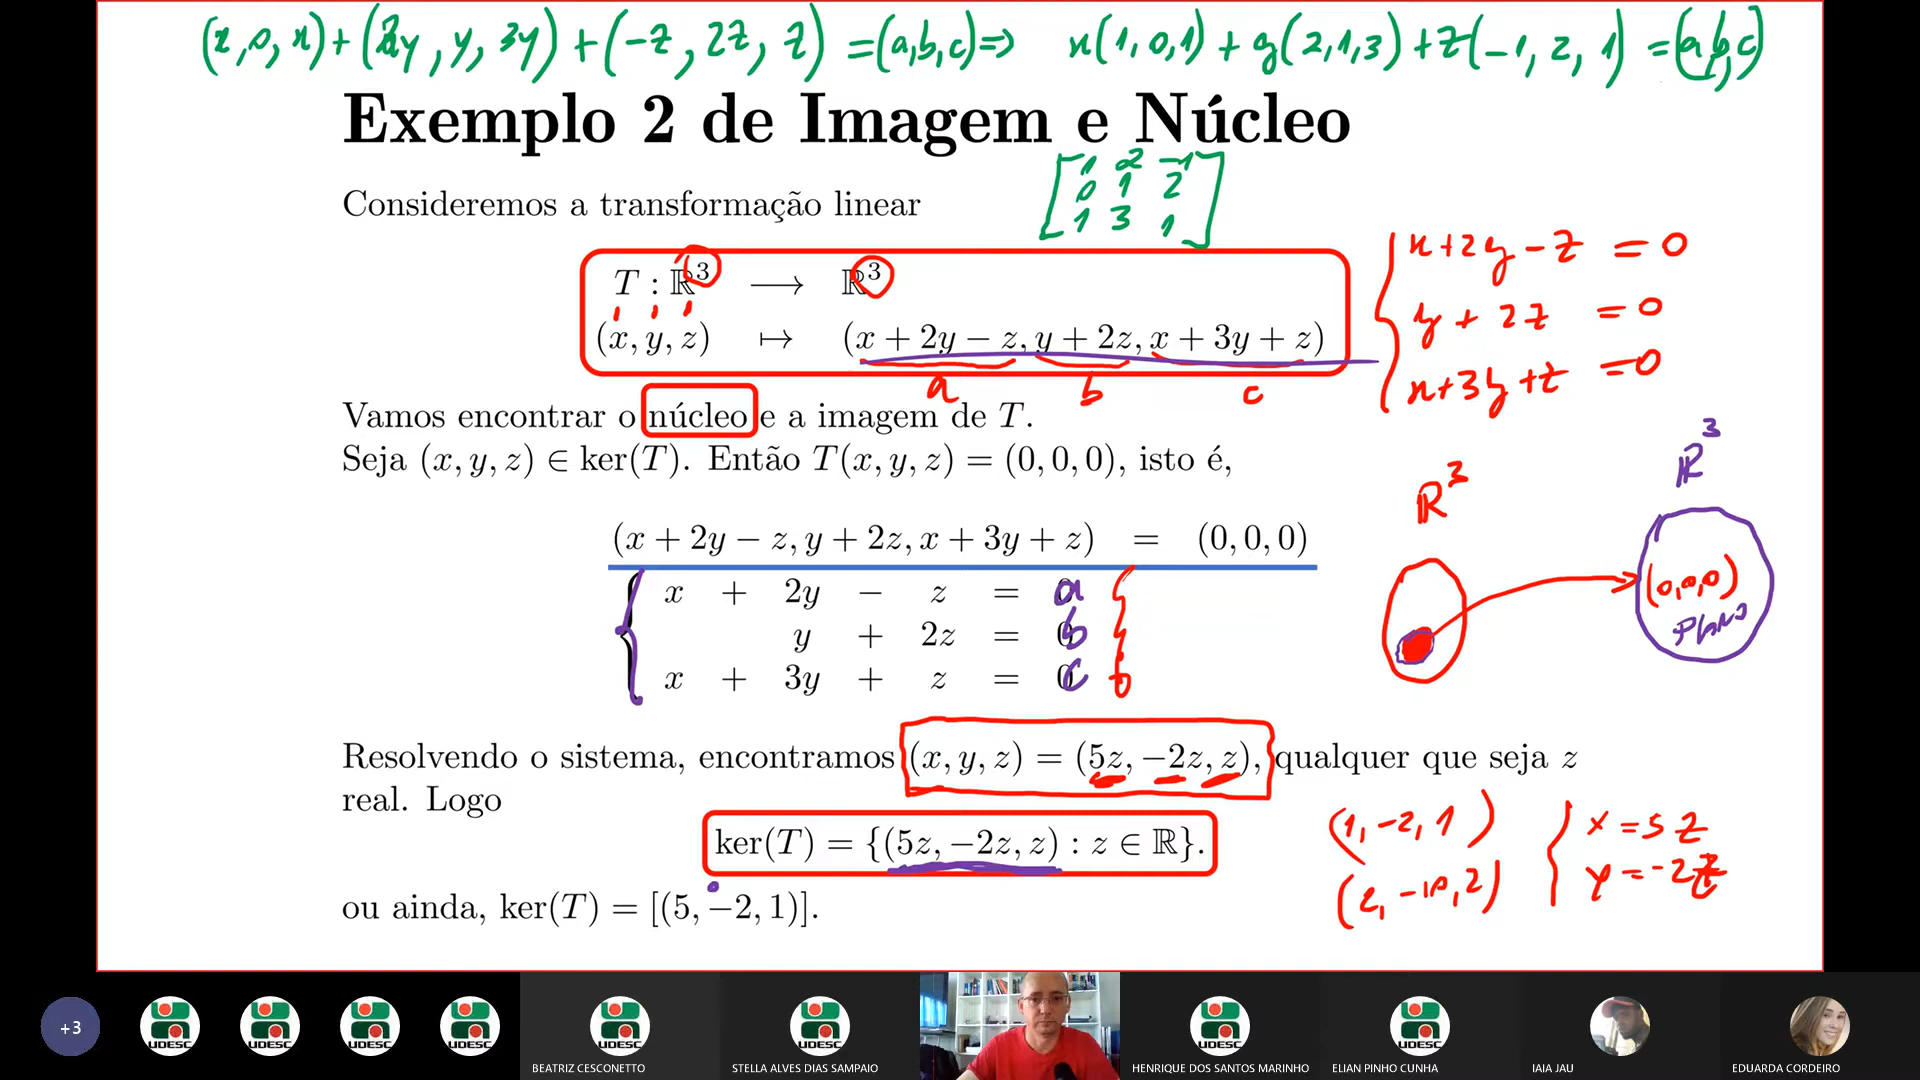 (x, 0, x) + (2y, y, 3y) + (-z, 2z, z) = (a,b,c) => x(1, 0, 1) + y(2,1,3) + z(-1, 2, 1) = (a,b,c)
Exemplo 2 de Imagem e Núcleo
1 2 -1
0 1 2
1 3 1
Consideremos a transformação linear
T : ℝ³ ⟶ ℝ³
(x, y, z) ↦ (x + 2y − z, y + 2z, x + 3y + z)
a b c
x+2y-z = 0
y + 2z = 0
x+3y+z = 0
Vamos encontrar o núcleo e a imagem de T.
Seja (x, y, z) ∈ ker(T). Então T(x, y, z) = (0, 0, 0), isto é,
(x + 2y − z, y + 2z, x + 3y + z) = (0, 0, 0)
x + 2y − z = a
y + 2z = b
x + 3y + z = c
ℝ³ ℝ³
(0,0,0)
Plano
Resolvendo o sistema, encontramos (x, y, z) = (5z, −2z, z), qualquer que seja z
real. Logo
ker(T) = {(5z, −2z, z) : z ∈ ℝ}.
ou ainda, ker(T) = [(5, −2, 1)].
(1, -2, 1)
(2, -10, 2)
x = 5z
y = -2z
+3
UDESC
UDESC
UDESC
UDESC
UDESC
BEATRIZ CESCONETTO
UDESC
STELLA ALVES DIAS SAMPAIO
UDESC
HENRIQUE DOS SANTOS MARINHO
UDESC
ELIAN PINHO CUNHA
IAIA JAU
EDUARDA CORDEIRO